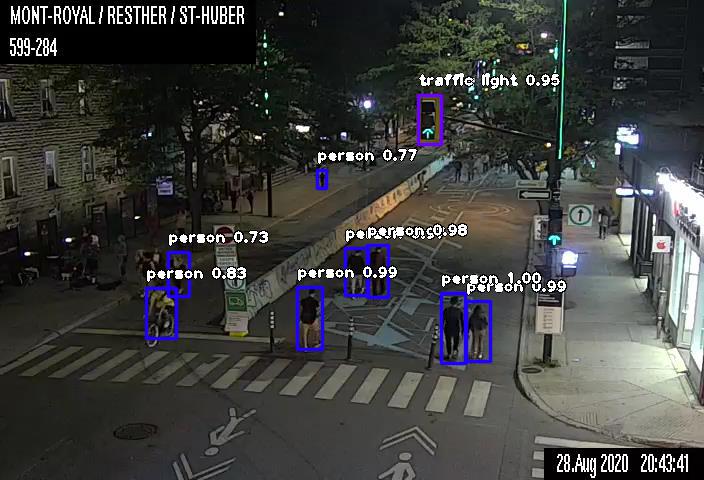 MONT-ROYAL / RESTHER / ST-HUBER
599-284
traffic light 0.95
person 0.77
person 0.73
person 0.98
person 0.83
person 0.99
person 1.00
person 0.99
28.Aug 2020 20:43:41